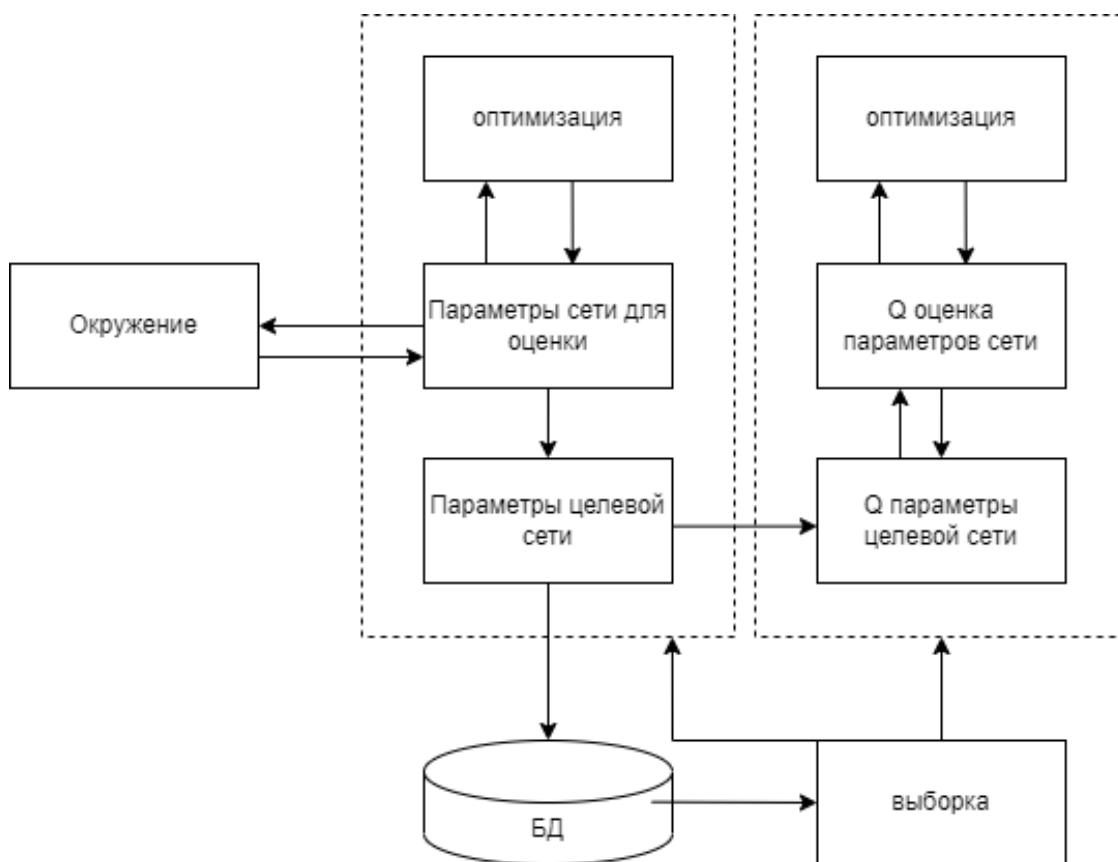 оптимизация
оптимизация
Окружение
Параметры сети для
оценки
Q оценка
параметров сети
Параметры целевой
сети
Q параметры
целевой сети
БД
выборка